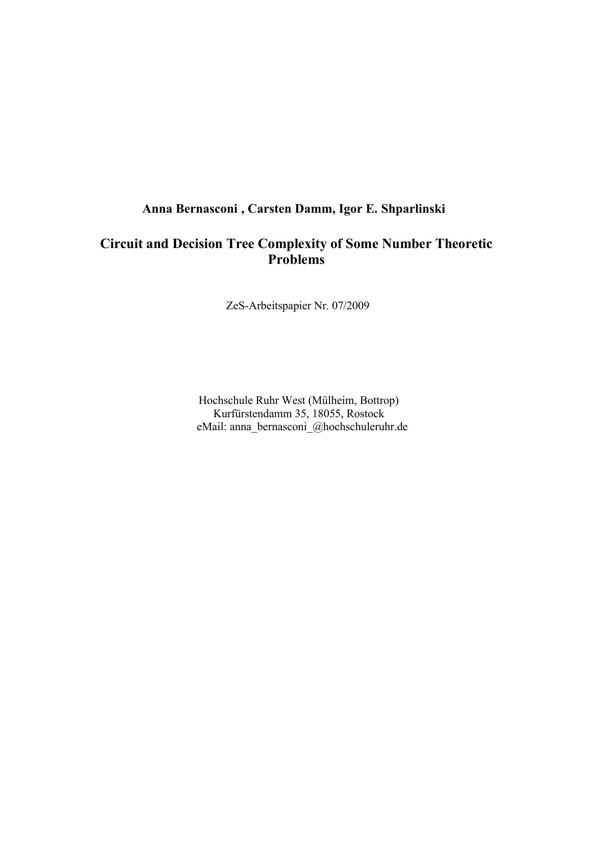 Anna Bernasconi , Carsten Damm, Igor E. Shparlinski
Circuit and Decision Tree Complexity of Some Number Theoretic
Problems
ZeS-Arbeitspapier Nr. 07/2009
Hochschule Ruhr West (Mülheim, Bottrop)
Kurfürstendamm 35, 18055, Rostock
eMail: anna_bernasconi_@hochschuleruhr.de